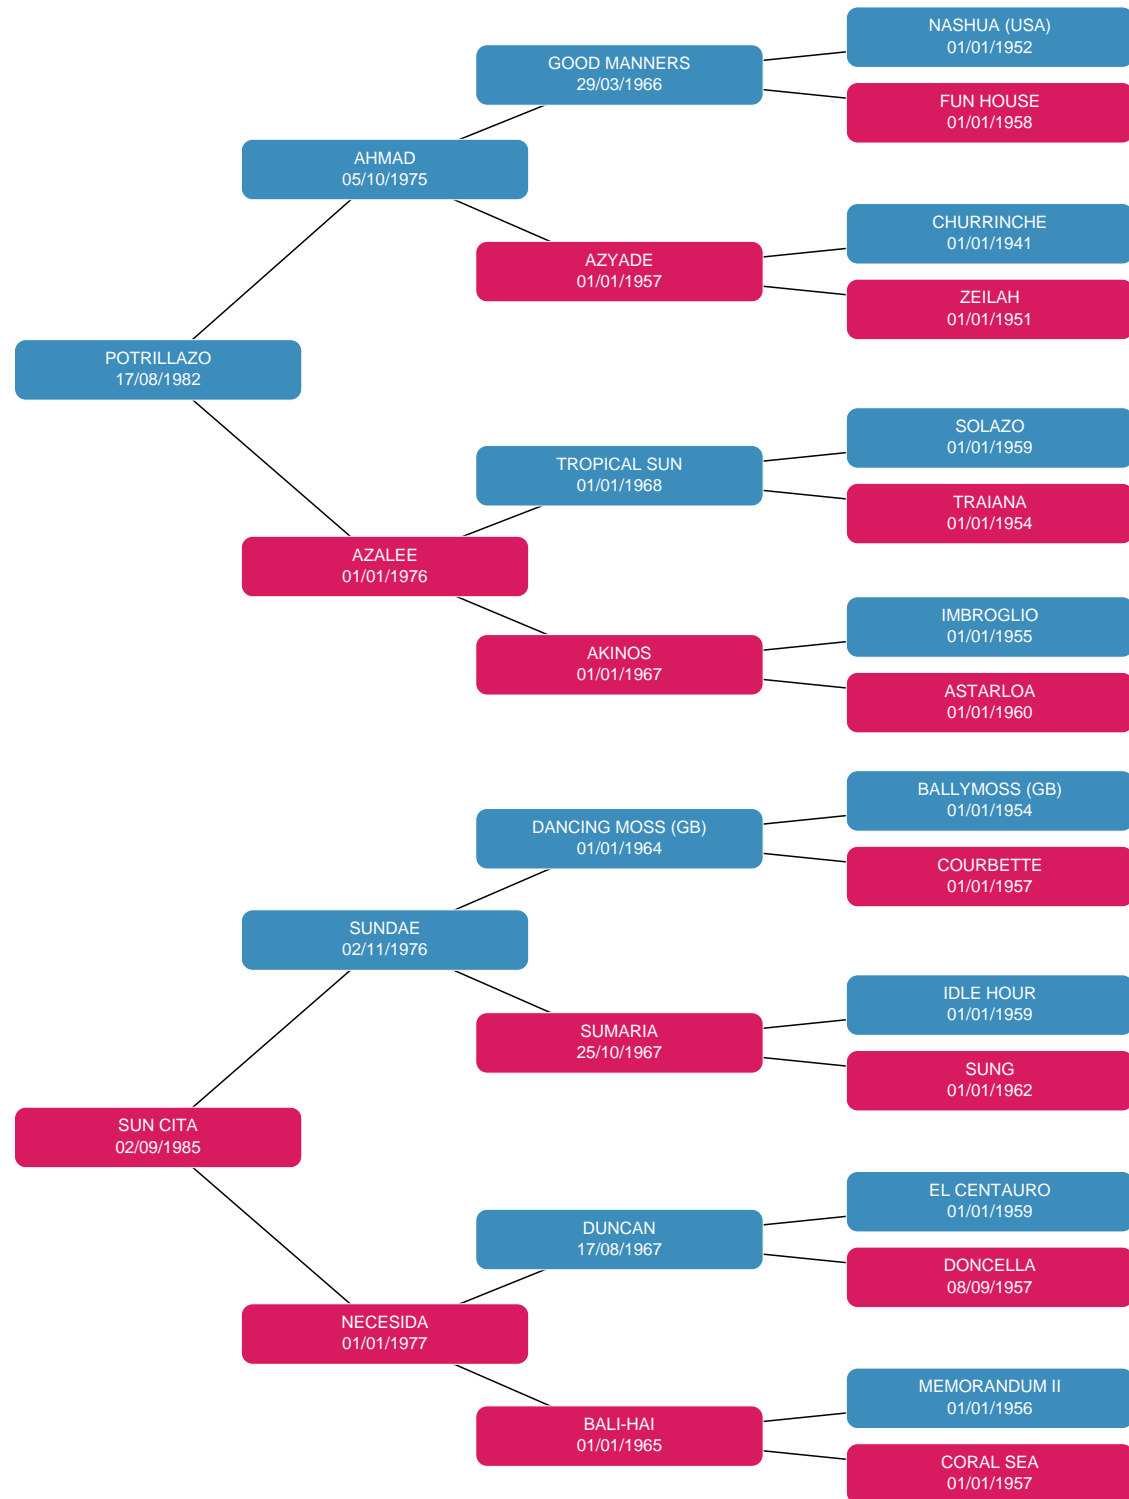 NASHUA (USA)
01/01/1952
GOOD MANNERS
29/03/1966
FUN HOUSE
01/01/1958
AHMAD
05/10/1975
CHURRINCHE
01/01/1941
AZYADE
01/01/1957
ZEILAH
01/01/1951
POTRILLAZO
17/08/1982
SOLAZO
01/01/1959
TROPICAL SUN
01/01/1968
TRAIANA
01/01/1954
AZALEE
01/01/1976
IMBROGLIO
01/01/1955
AKINOS
01/01/1967
ASTARLOA
01/01/1960
BALLYMOSS (GB)
01/01/1954
DANCING MOSS (GB)
01/01/1964
COURBETTE
01/01/1957
SUNDAE
02/11/1976
IDLE HOUR
01/01/1959
SUMARIA
25/10/1967
SUNG
01/01/1962
SUN CITA
02/09/1985
EL CENTAURO
01/01/1959
DUNCAN
17/08/1967
DONCELLA
08/09/1957
NECESIDA
01/01/1977
MEMORANDUM II
01/01/1956
BALI-HAI
01/01/1965
CORAL SEA
01/01/1957